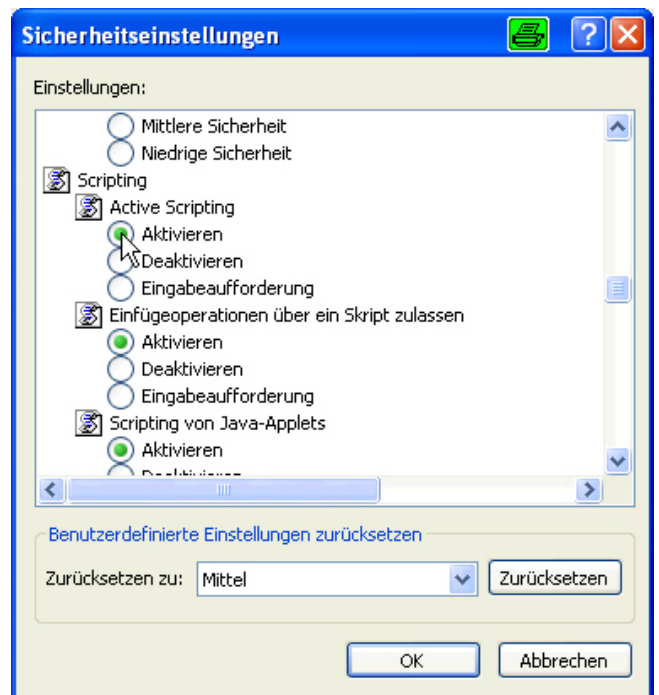 Sicherheitseinstellungen
Einstellungen:
Mittlere Sicherheit
Niedrige Sicherheit
Scripting
Active Scripting
Aktivieren
Deaktivieren
Eingabeaufforderung
Einfügeoperationen über ein Skript zulassen
Aktivieren
Deaktivieren
Eingabeaufforderung
Scripting von Java-Applets
Aktivieren
Benutzerdefinierte Einstellungen zurücksetzen
Zurücksetzen zu: Mittel Zurücksetzen
OK Abbrechen